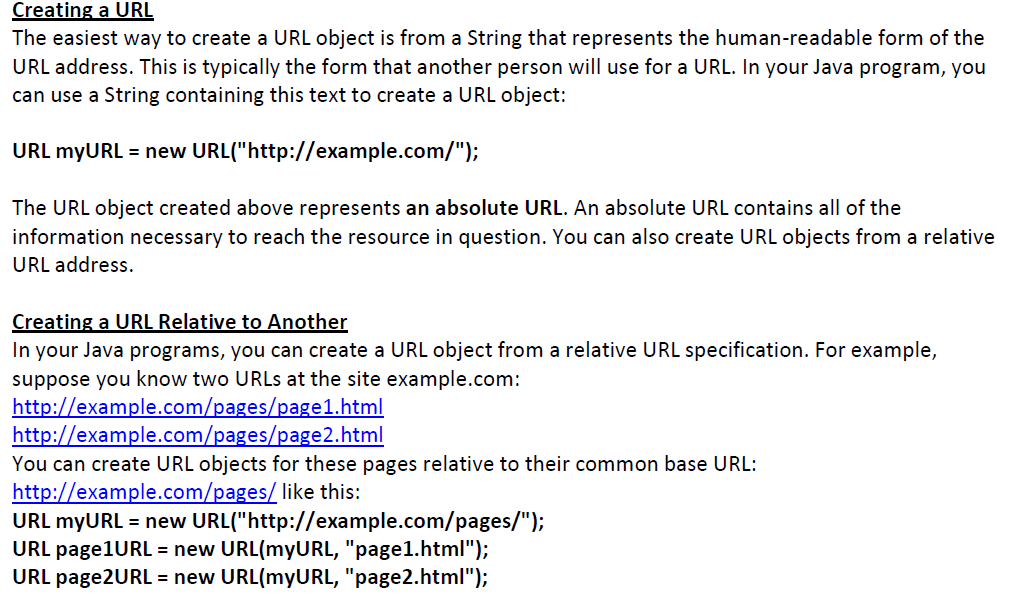 Creating a URL
The easiest way to create a URL object is from a String that represents the human-readable form of the
URL address. This is typically the form that another person will use for a URL. In your Java program, you
can use a String containing this text to create a URL object:
URL myURL = new URL("http://example.com/");
The URL object created above represents an absolute URL. An absolute URL contains all of the
information necessary to reach the resource in question. You can also create URL objects from a relative
URL address.
Creating a URL Relative to Another
In your Java programs, you can create a URL object from a relative URL specification. For example,
suppose you know two URLs at the site example.com:
http://example.com/pages/page1.html
http://example.com/pages/page2.html
You can create URL objects for these pages relative to their common base URL:
http://example.com/pages/ like this:
URL myURL = new URL("http://example.com/pages/");
URL page1URL = new URL(myURL, "page1.html");
URL page2URL = new URL(myURL, "page2.html");